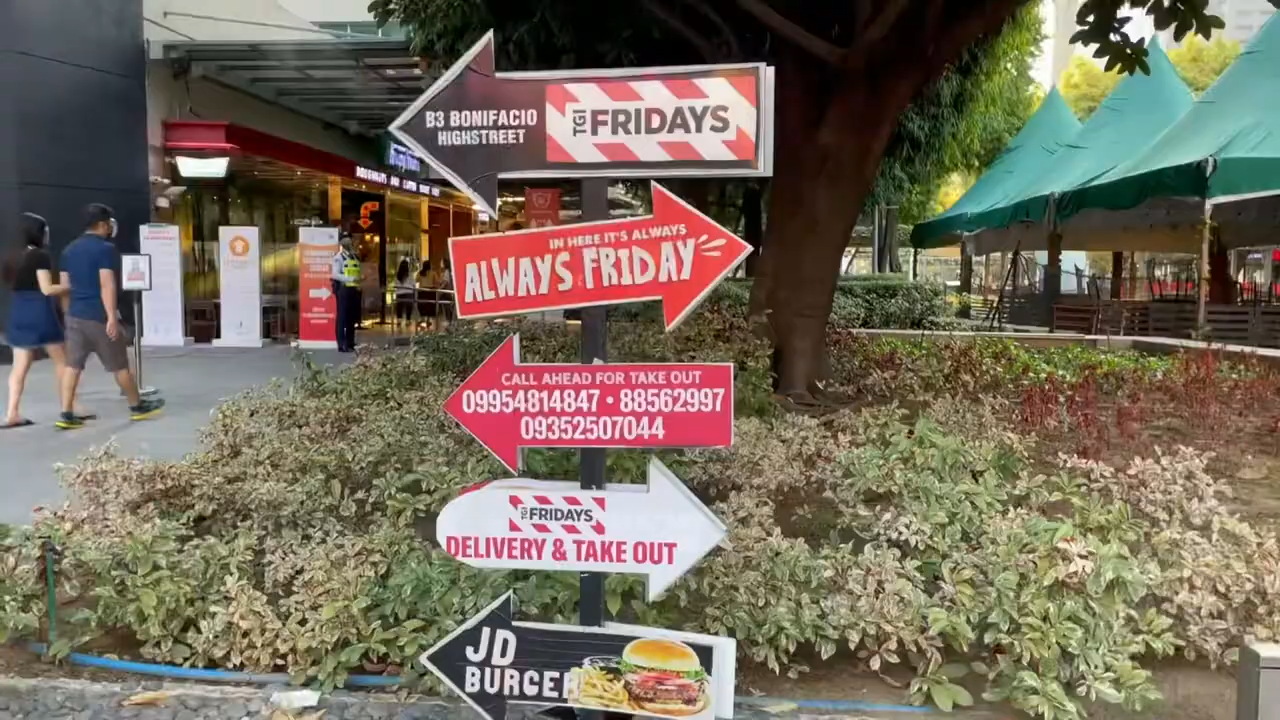 B3 BONIFACIO
HIGHSTREET
TGI FRIDAYS
IN HERE IT'S ALWAYS
ALWAYS FRIDAY
CALL AHEAD FOR TAKE OUT
09954814847 • 88562997
09352507044
TGI FRIDAYS
DELIVERY & TAKE OUT
JD
BURGER